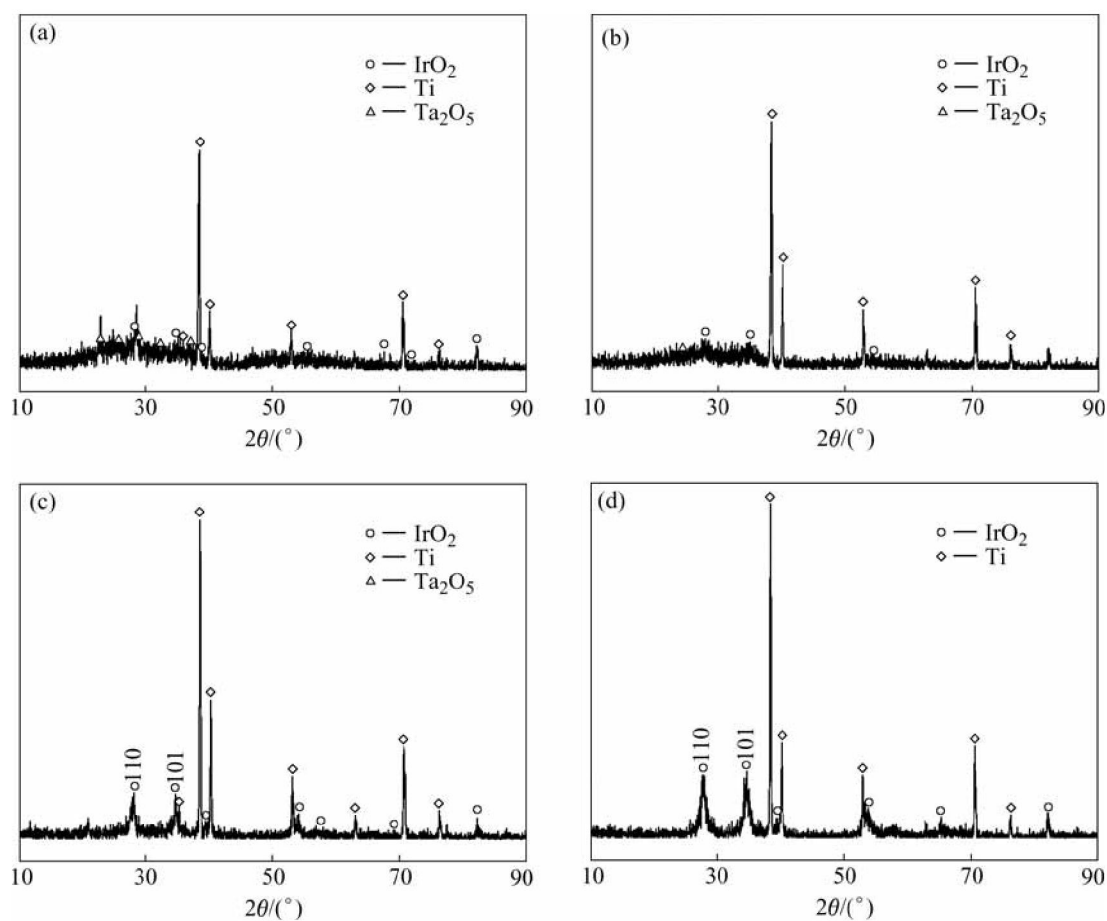 (a)
○ — IrO₂
◇ — Ti
△ — Ta₂O₅
10 30 50 70 90
2θ/(°)
(b)
○ — IrO₂
◇ — Ti
△ — Ta₂O₅
10 30 50 70 90
2θ/(°)
(c)
○ — IrO₂
◇ — Ti
△ — Ta₂O₅
110
101
10 30 50 70 90
2θ/(°)
(d)
○ — IrO₂
◇ — Ti
110
101
10 30 50 70 90
2θ/(°)